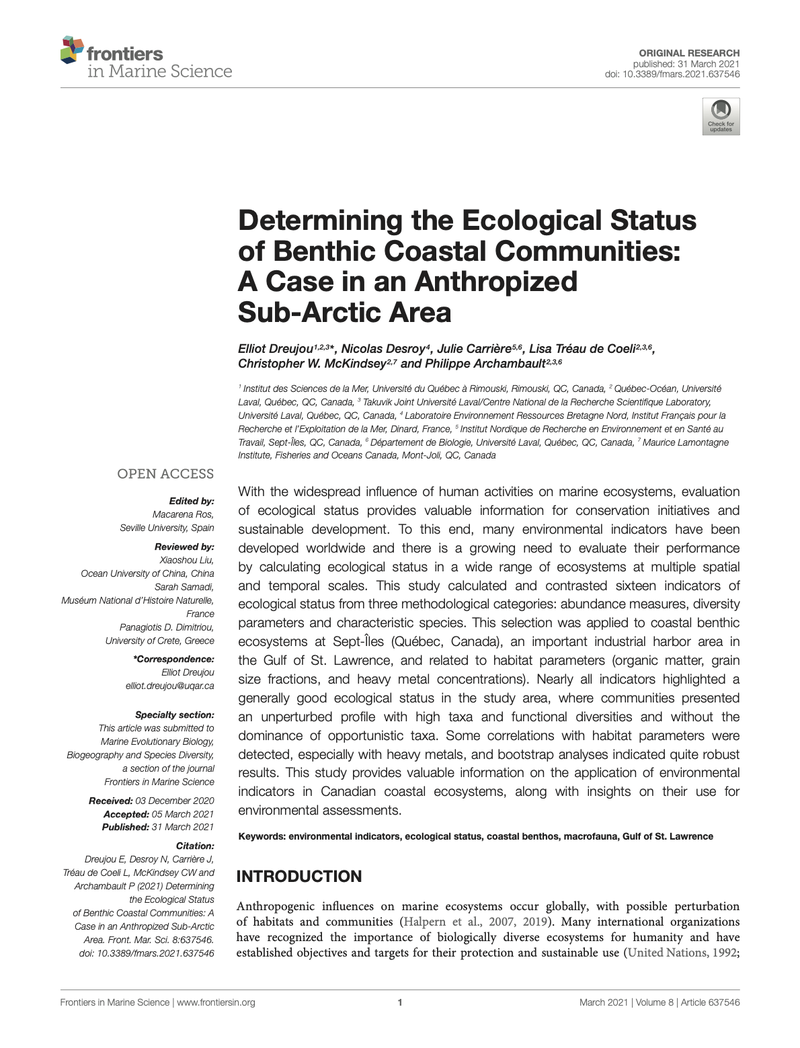 frontiers
in Marine Science
ORIGINAL RESEARCH
published: 31 March 2021
doi: 10.3389/fmars.2021.637546
Check for
updates
Determining the Ecological Status
of Benthic Coastal Communities:
A Case in an Anthropized
Sub-Arctic Area
Elliot Dreujou1,2,3*, Nicolas Desroy4, Julie Carrière5,6, Lisa Tréau de Coeli2,3,6,
Christopher W. McKindsey2,7 and Philippe Archambault2,3,6
1 Institut des Sciences de la Mer, Université du Québec à Rimouski, Rimouski, QC, Canada, 2 Québec-Océan, Université
Laval, Québec, QC, Canada, 3 Takuvik Joint Université Laval/Centre National de la Recherche Scientifique Laboratory,
Université Laval, Québec, QC, Canada, 4 Laboratoire Environnement Ressources Bretagne Nord, Institut Français pour la
Recherche et l'Exploitation de la Mer, Dinard, France, 5 Institut Nordique de Recherche en Environnement et en Santé au
Travail, Sept-Îles, QC, Canada, 6 Département de Biologie, Université Laval, Québec, QC, Canada, 7 Maurice Lamontagne
Institute, Fisheries and Oceans Canada, Mont-Joli, QC, Canada
OPEN ACCESS
Edited by:
Macarena Ros,
Seville University, Spain
Reviewed by:
Xiaoshou Liu,
Ocean University of China, China
Sarah Samadi,
Muséum National d'Histoire Naturelle,
France
Panagiotis D. Dimitriou,
University of Crete, Greece
*Correspondence:
Elliot Dreujou
elliot.dreujou@uqar.ca
Specialty section:
This article was submitted to
Marine Evolutionary Biology,
Biogeography and Species Diversity,
a section of the journal
Frontiers in Marine Science
Received: 03 December 2020
Accepted: 05 March 2021
Published: 31 March 2021
Citation:
Dreujou E, Desroy N, Carrière J,
Tréau de Coeli L, McKindsey CW and
Archambault P (2021) Determining
the Ecological Status
of Benthic Coastal Communities: A
Case in an Anthropized Sub-Arctic
Area. Front. Mar. Sci. 8:637546.
doi: 10.3389/fmars.2021.637546
With the widespread influence of human activities on marine ecosystems, evaluation
of ecological status provides valuable information for conservation initiatives and
sustainable development. To this end, many environmental indicators have been
developed worldwide and there is a growing need to evaluate their performance
by calculating ecological status in a wide range of ecosystems at multiple spatial
and temporal scales. This study calculated and contrasted sixteen indicators of
ecological status from three methodological categories: abundance measures, diversity
parameters and characteristic species. This selection was applied to coastal benthic
ecosystems at Sept-Îles (Québec, Canada), an important industrial harbor area in
the Gulf of St. Lawrence, and related to habitat parameters (organic matter, grain
size fractions, and heavy metal concentrations). Nearly all indicators highlighted a
generally good ecological status in the study area, where communities presented
an unperturbed profile with high taxa and functional diversities and without the
dominance of opportunistic taxa. Some correlations with habitat parameters were
detected, especially with heavy metals, and bootstrap analyses indicated quite robust
results. This study provides valuable information on the application of environmental
indicators in Canadian coastal ecosystems, along with insights on their use for
environmental assessments.
Keywords: environmental indicators, ecological status, coastal benthos, macrofauna, Gulf of St. Lawrence
INTRODUCTION
Anthropogenic influences on marine ecosystems occur globally, with possible perturbation
of habitats and communities (Halpern et al., 2007, 2019). Many international organizations
have recognized the importance of biologically diverse ecosystems for humanity and have
established objectives and targets for their protection and sustainable use (United Nations, 1992;
Frontiers in Marine Science | www.frontiersin.org
1
March 2021 | Volume 8 | Article 637546